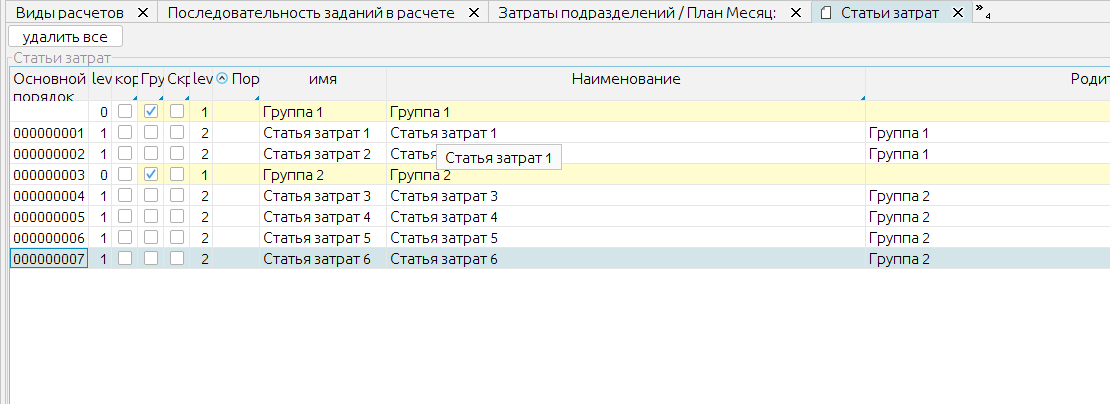 Виды расчетов Последовательность заданий в расчете Затраты подразделений / План Месяц: Статьи затрат » 4
удалить все
Статьи затрат
Основной порядок lev кор Гру Скр lev Пор имя Наименование Родит
0 1 Группа 1 Группа 1
000000001 1 2 Статья затрат 1 Статья затрат 1 Группа 1
000000002 1 2 Статья затрат 2 Стать Группа 1
Статья затрат 1
000000003 0 1 Группа 2 Группа 2
000000004 1 2 Статья затрат 3 Статья затрат 3 Группа 2
000000005 1 2 Статья затрат 4 Статья затрат 4 Группа 2
000000006 1 2 Статья затрат 5 Статья затрат 5 Группа 2
000000007 1 2 Статья затрат 6 Статья затрат 6 Группа 2